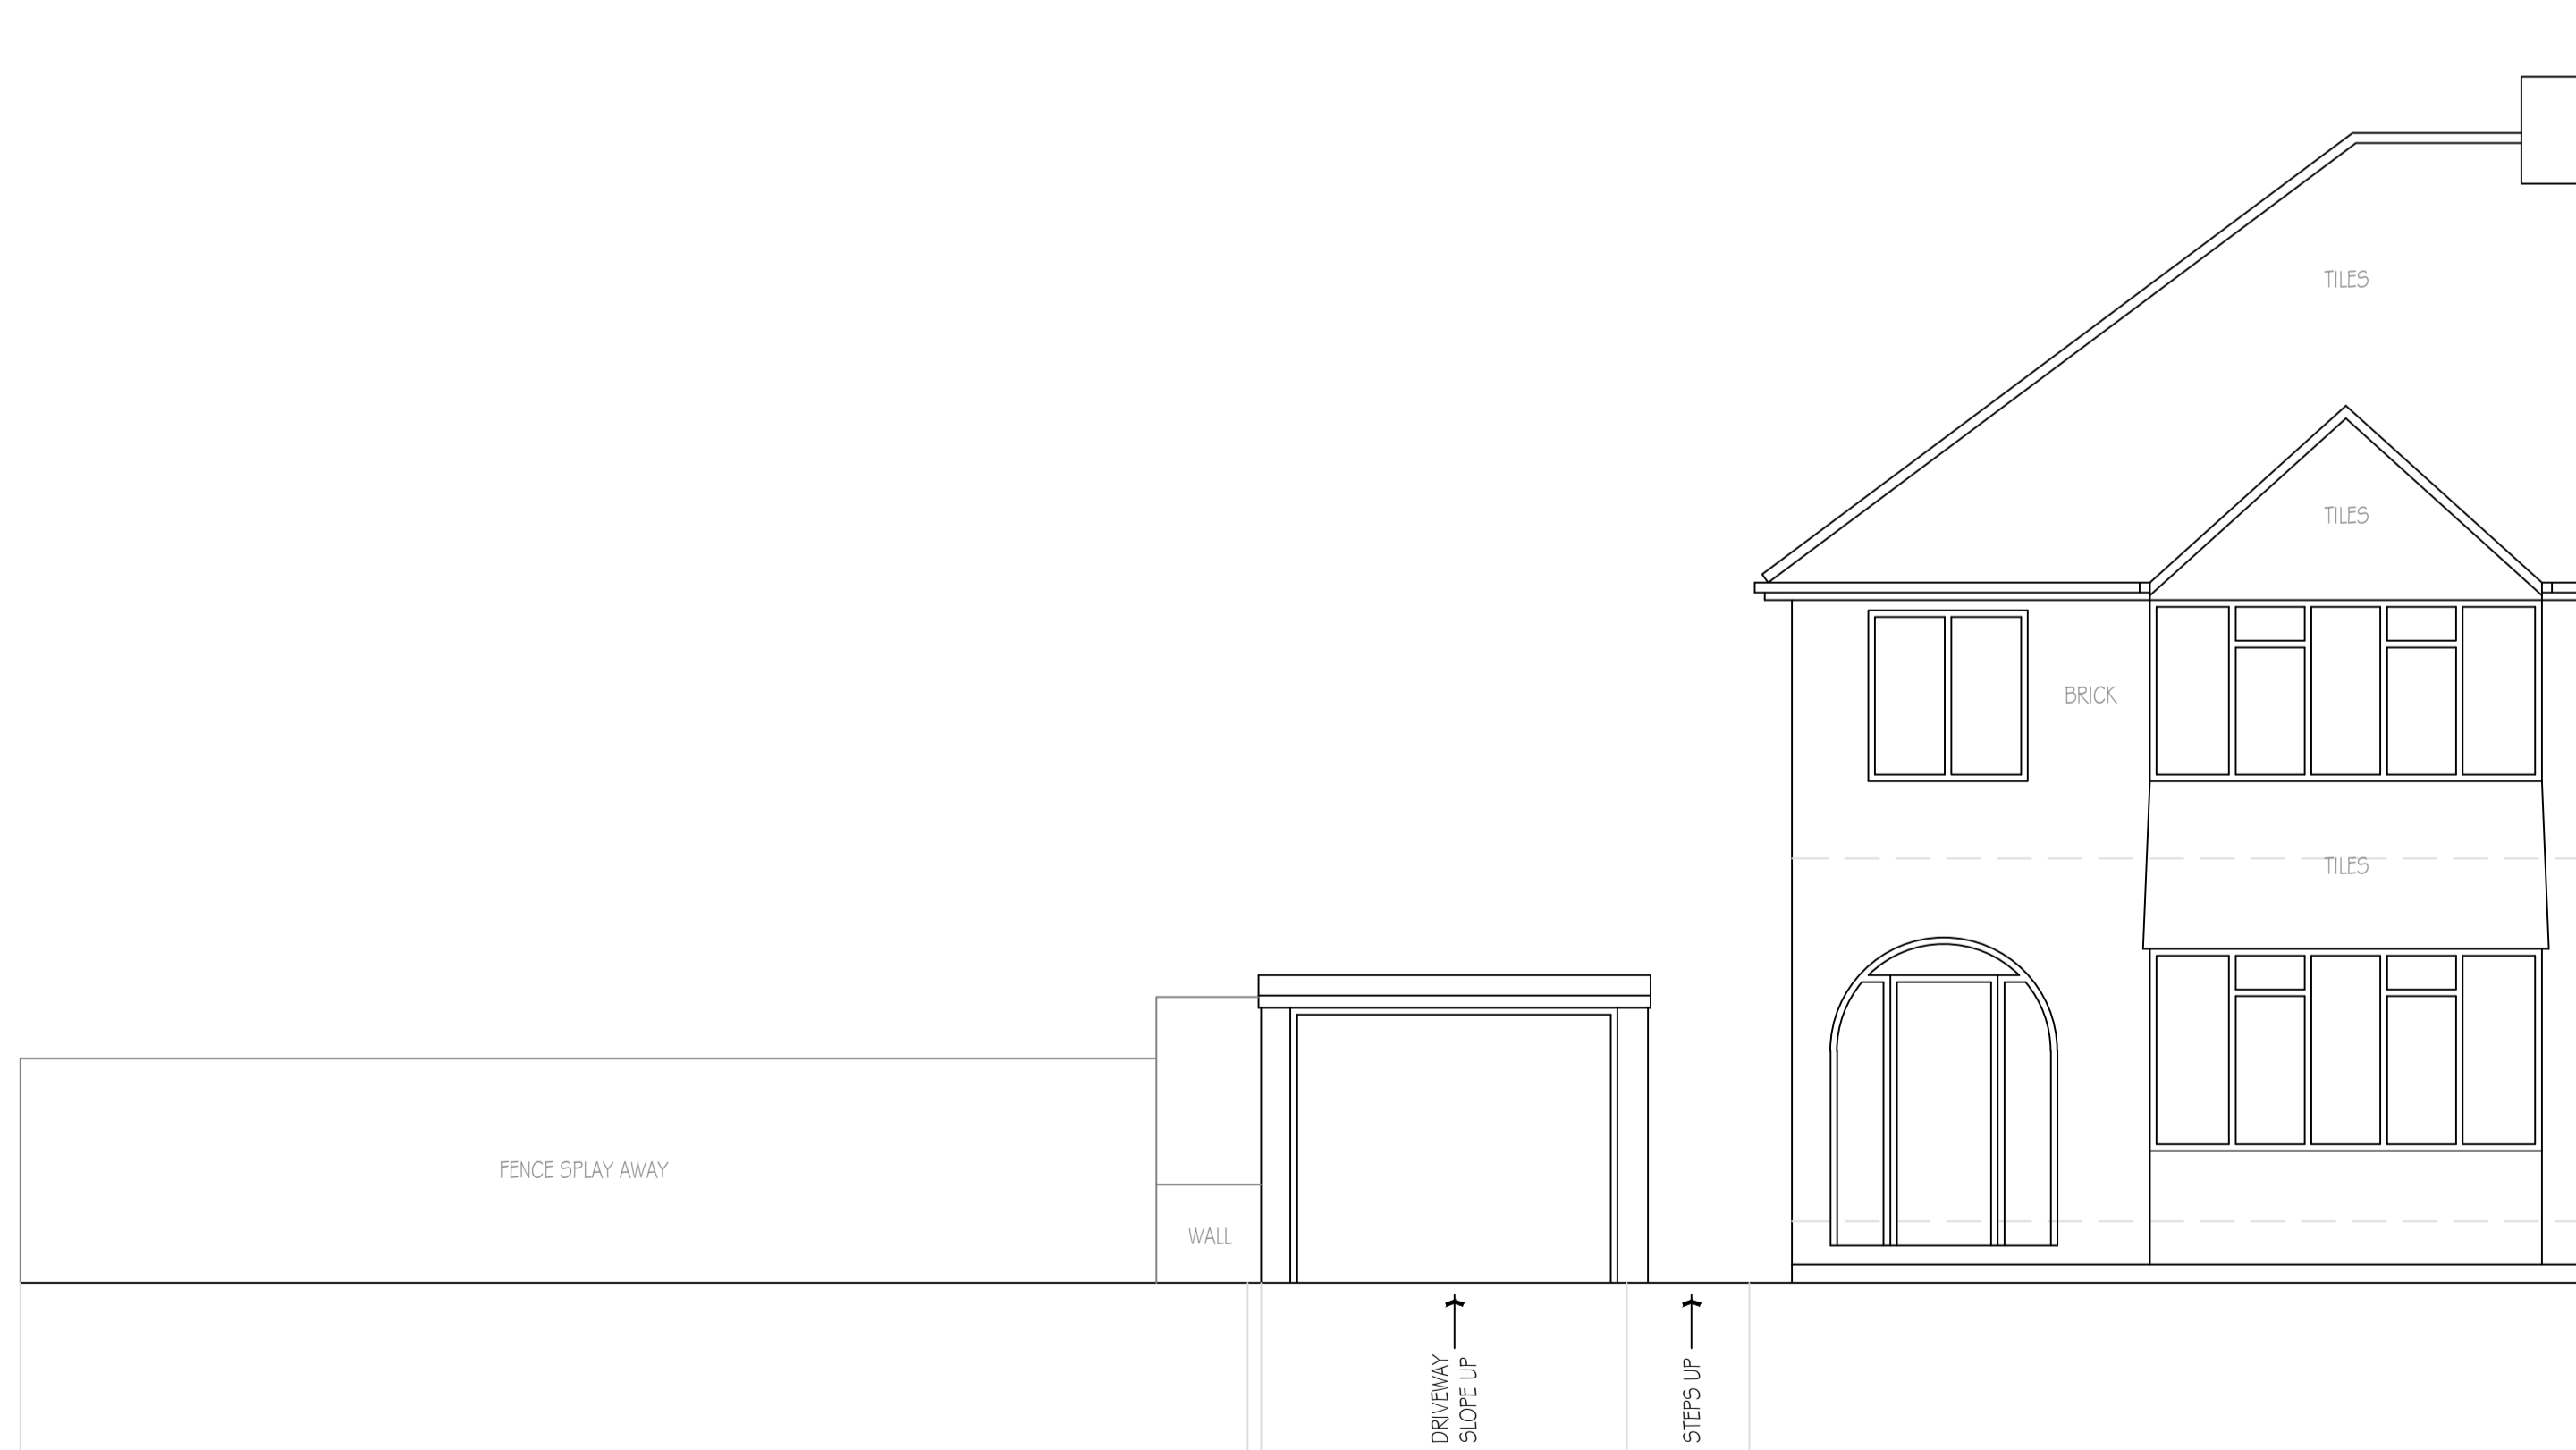 TILES
TILES
BRICK
TILES
FENCE SPLAY AWAY
WALL
DRIVEWAY
SLOPE UP
STEPS UP